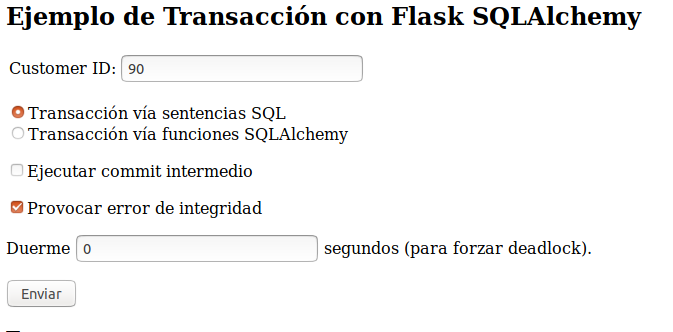 Ejemplo de Transacción con Flask SQLAlchemy
Customer ID: 90
Transacción vía sentencias SQL
Transacción vía funciones SQLAlchemy
Ejecutar commit intermedio
Provocar error de integridad
Duerme 0 segundos (para forzar deadlock).
Enviar